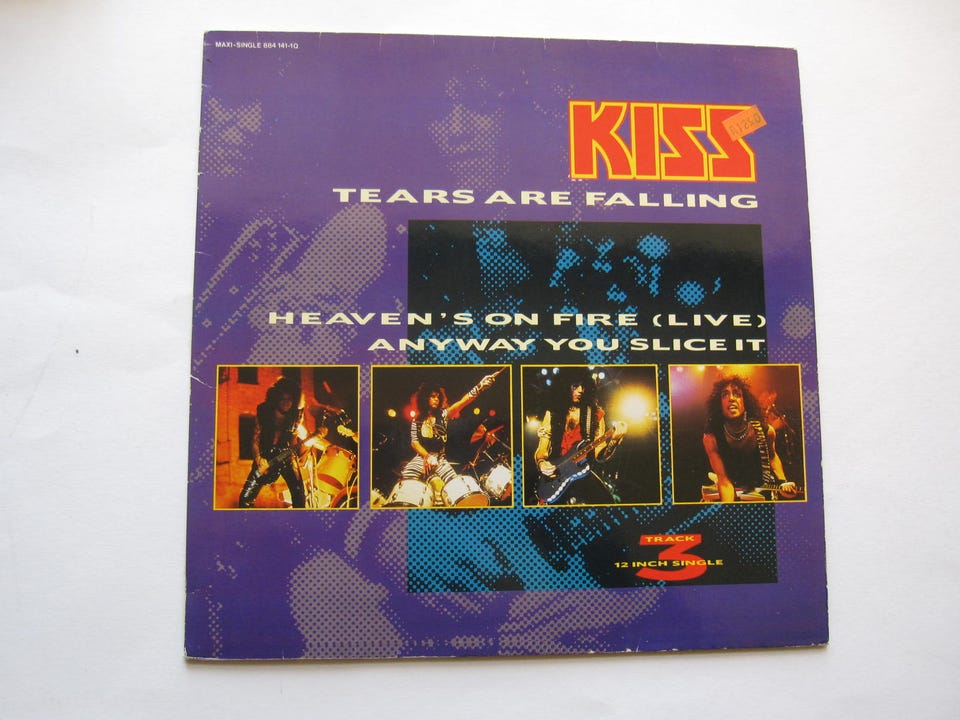 MAXI-SINGLE 884 141-1Q
KISS
TEARS ARE FALLING
HEAVEN'S ON FIRE (LIVE)
ANYWAY YOU SLICE IT
3
TRACK
12 INCH SINGLE